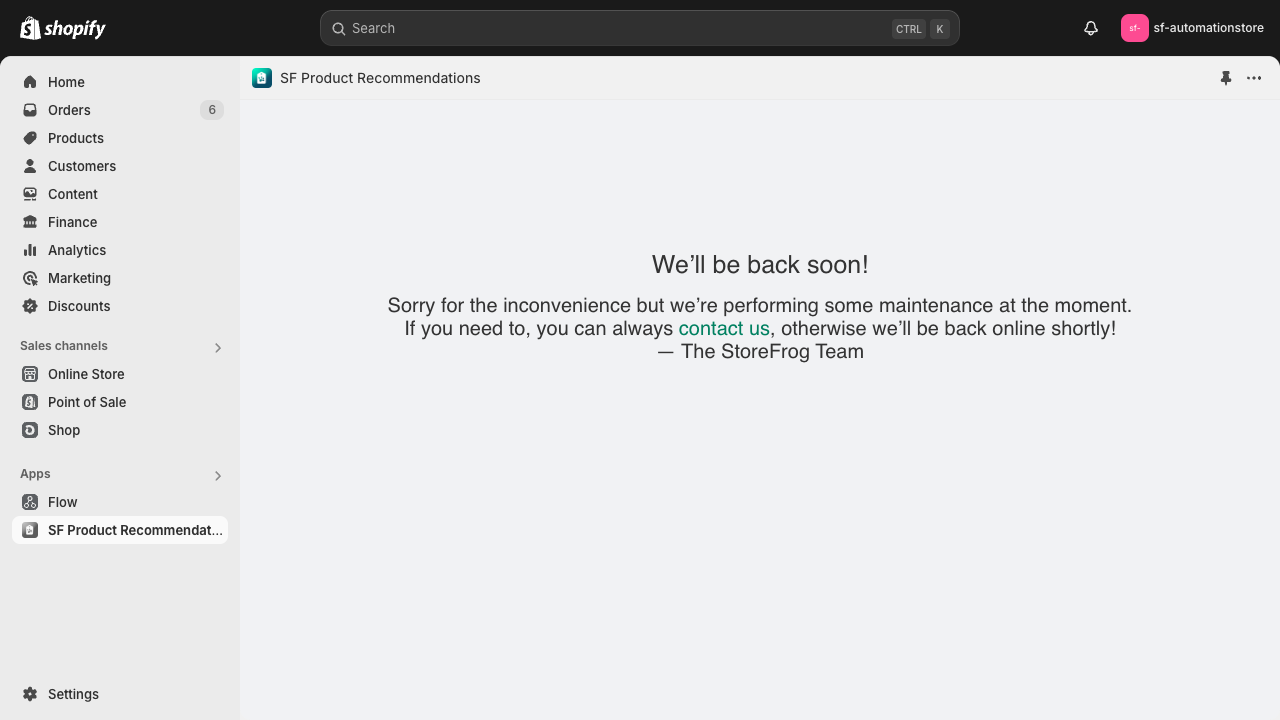 shopify
Search
CTRL K
sf-
sf-automationstore
Home
Orders
6
Products
Customers
Content
Finance
Analytics
Marketing
Discounts
Sales channels
Online Store
Point of Sale
Shop
Apps
Flow
SF Product Recommendat...
Settings
SF Product Recommendations
We’ll be back soon!
Sorry for the inconvenience but we’re performing some maintenance at the moment.
If you need to, you can always contact us, otherwise we’ll be back online shortly!
— The StoreFrog Team